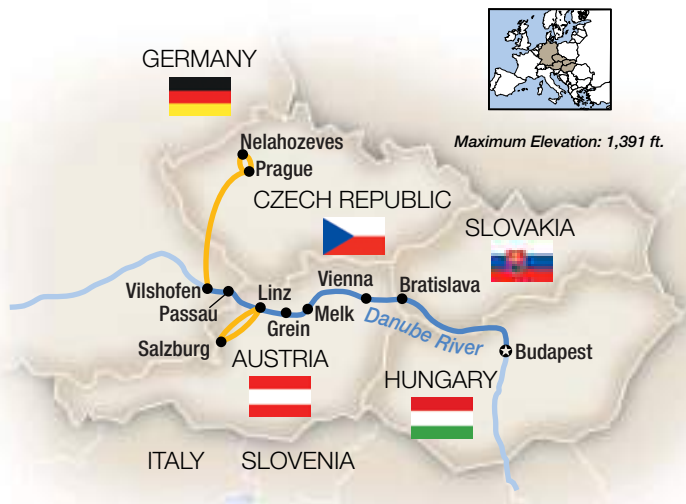 GERMANY
Maximum Elevation: 1,391 ft.
Nelahozeves
Prague
CZECH REPUBLIC
SLOVAKIA
Vilshofen
Passau
Linz
Vienna
Bratislava
Grein
Melk
Danube River
Salzburg
Budapest
AUSTRIA
HUNGARY
ITALY
SLOVENIA